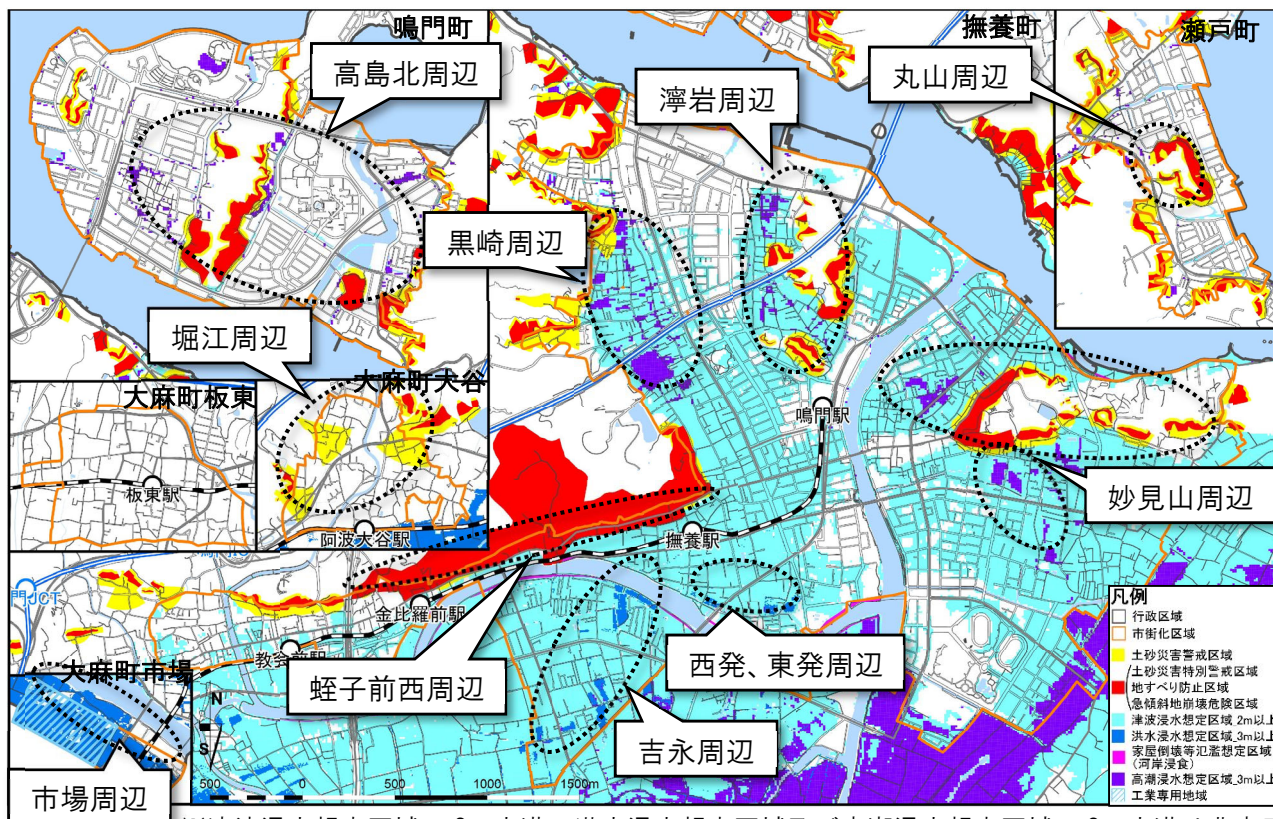 鳴門町
高島北周辺
撫養町
瀬戸町
濘岩周辺
丸山周辺
黒崎周辺
堀江周辺
大麻町板東
大麻町大谷
板東駅
阿波大谷駅
鳴門駅
撫養駅
妙見山周辺
門JCT
金比羅前駅
教会前駅
大麻町市場
蛭子前西周辺
西発、東発周辺
吉永周辺
市場周辺
N
S
500 0 500 1500m
凡例
行政区域
市街化区域
土砂災害警戒区域
土砂災害特別警戒区域
地すべり防止区域
急傾斜地崩壊危険区域
津波浸水想定区域_2m以上
洪水浸水想定区域_3m以上
家屋倒壊等氾濫想定区域
(河岸浸食)
高潮浸水想定区域_3m以上
工業専用地域